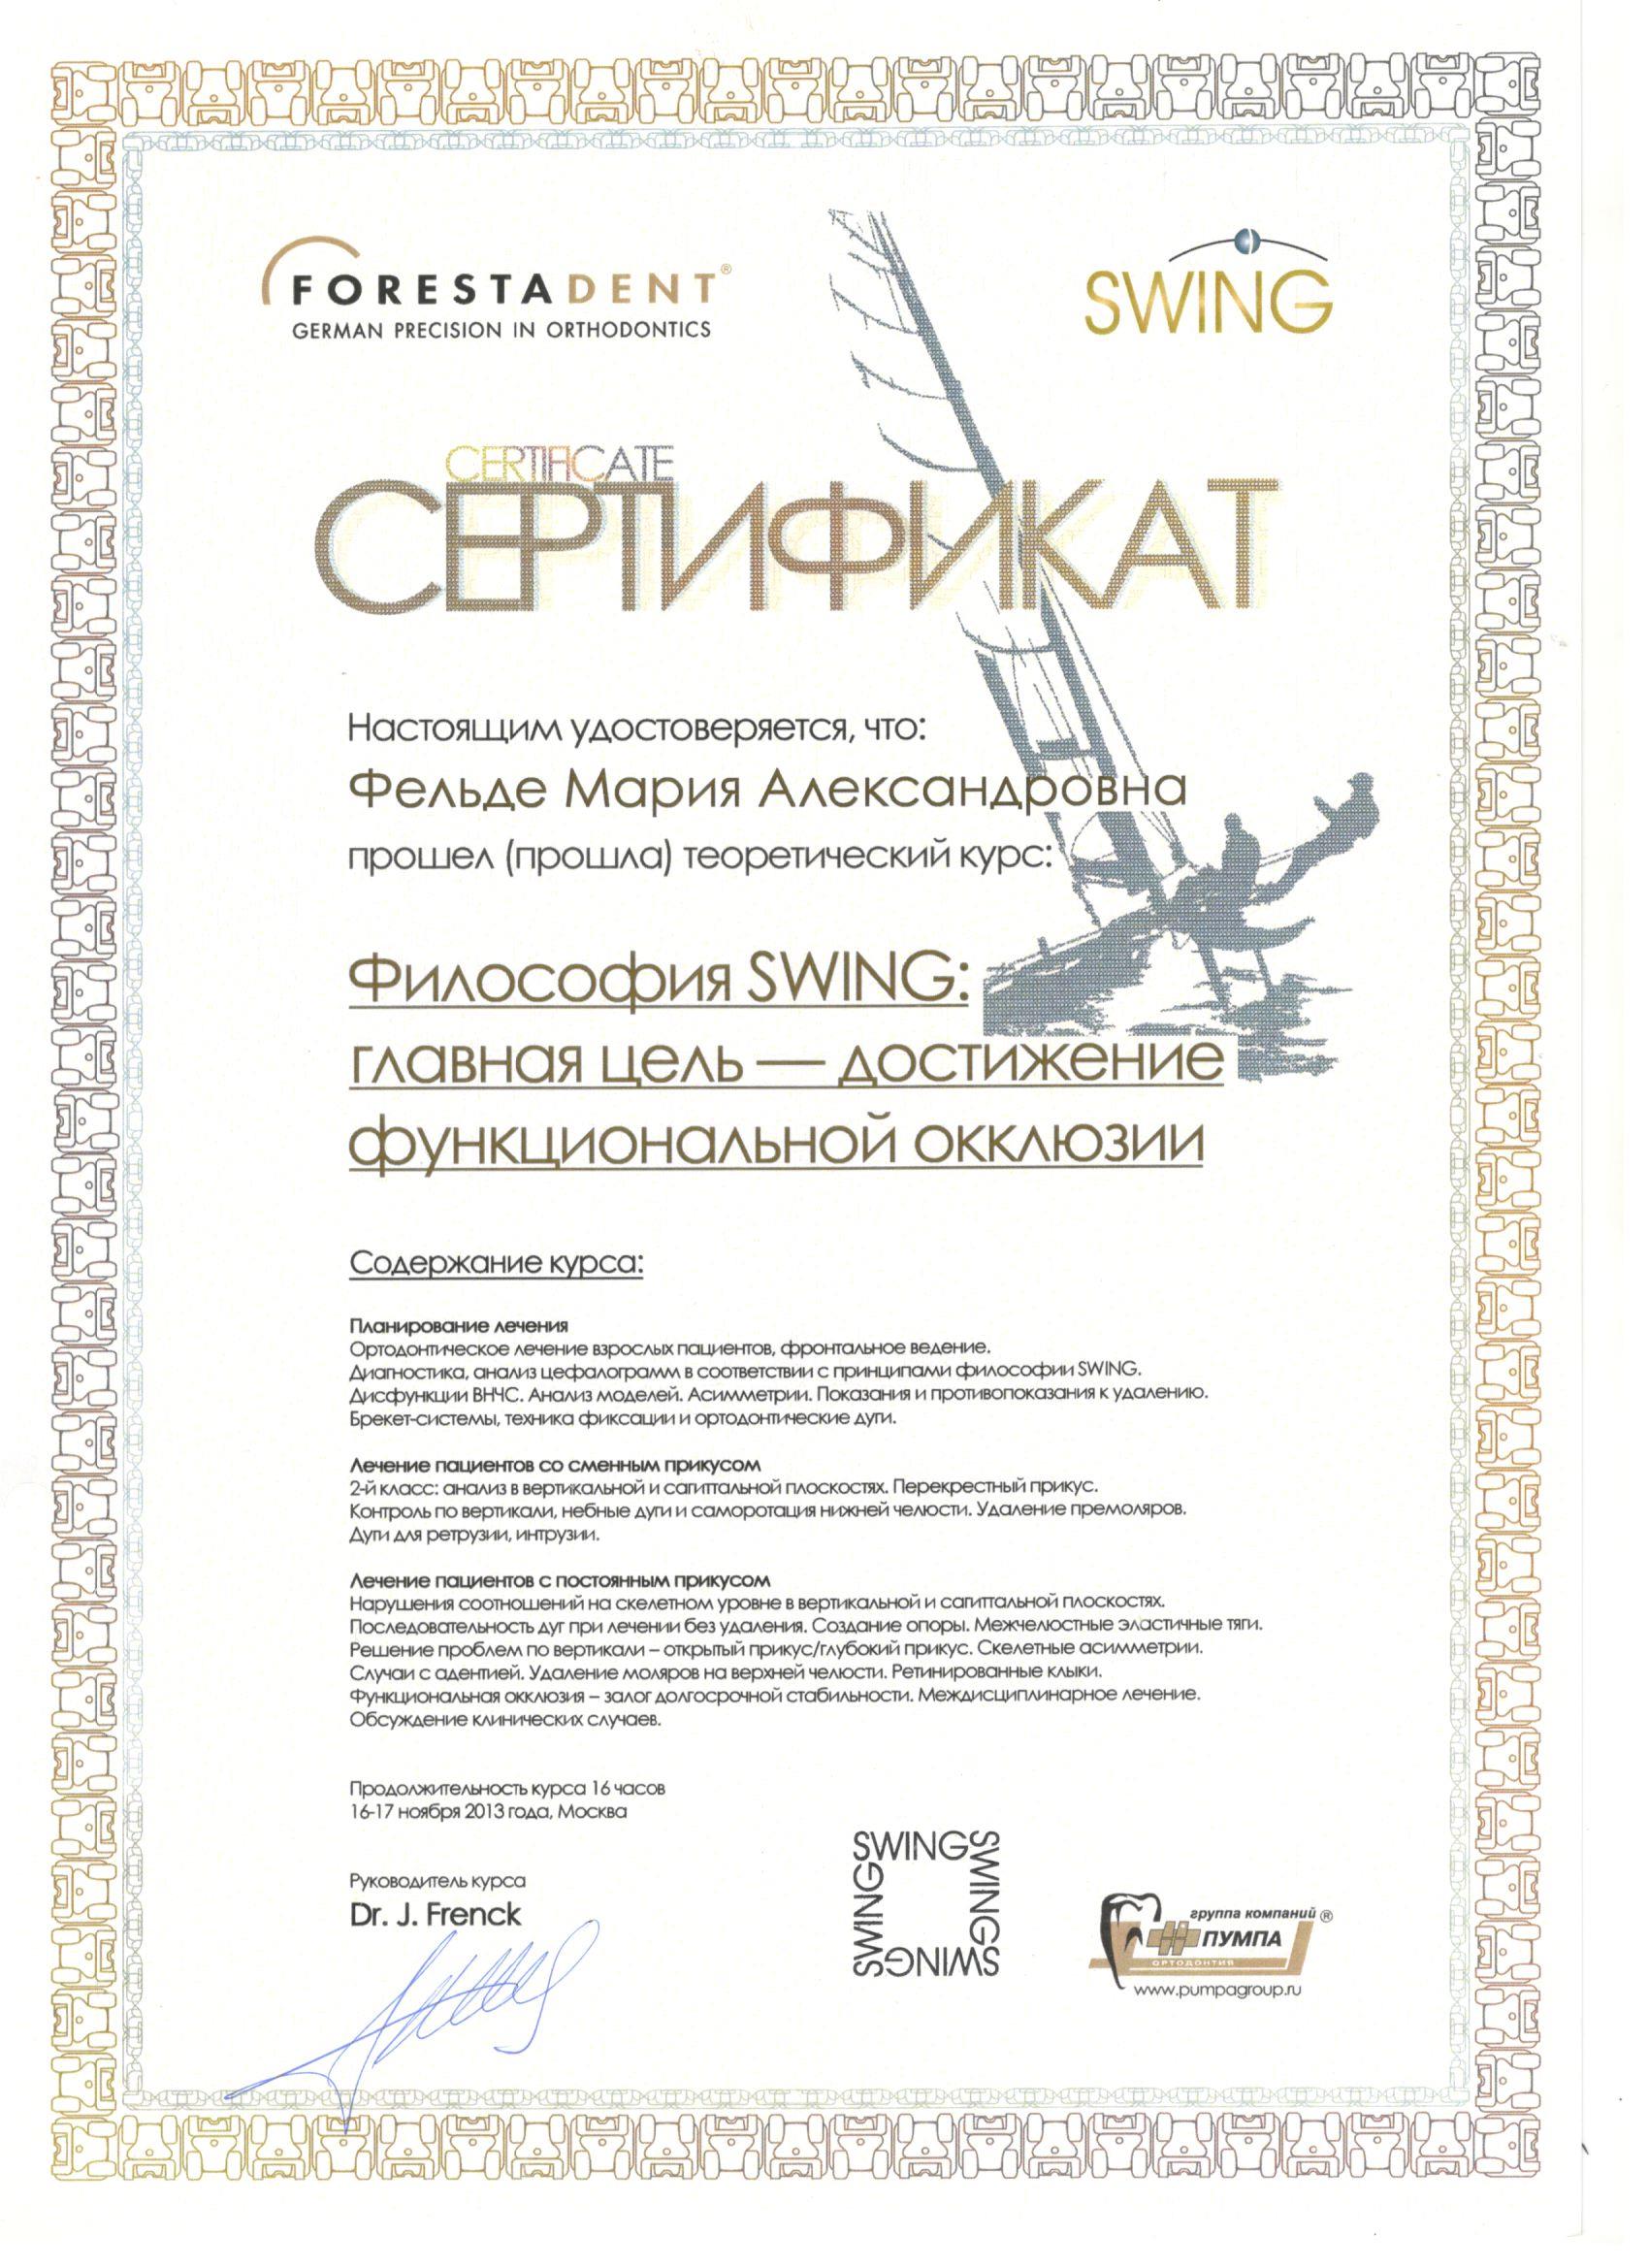 FORESTADENT®
GERMAN PRECISION IN ORTHODONTICS
SWING
CERTIFICATE
СЕРТИФИКАТ
Настоящим удостоверяется, что:
Фельде Мария Александровна
прошел (прошла) теоретический курс:
Философия SWING:
главная цель — достижение
функциональной окклюзии
Содержание курса:
Планирование лечения
Ортодонтическое лечение взрослых пациентов, фронтальное ведение.
Диагностика, анализ цефалограмм в соответствии с принципами философии SWING.
Дисфункции ВНЧС. Анализ моделей. Асимметрии. Показания и противопоказания к удалению.
Брекет-системы, техника фиксации и ортодонтические дуги.
Лечение пациентов со сменным прикусом
2-й класс: анализ в вертикальной и сагиттальной плоскостях. Перекрестный прикус.
Контроль по вертикали, небные дуги и саморотация нижней челюсти. Удаление премоляров.
Дуги для ретрузии, интрузии.
Лечение пациентов с постоянным прикусом
Нарушения соотношений на скелетном уровне в вертикальной и сагиттальной плоскостях.
Последовательность дуг при лечении без удаления. Создание опоры. Межчелюстные эластичные тяги.
Решение проблем по вертикали – открытый прикус/глубокий прикус. Скелетные асимметрии.
Случаи с адентией. Удаление моляров на верхней челюсти. Ретинированные клыки.
Функциональная окклюзия – залог долгосрочной стабильности. Междисциплинарное лечение.
Обсуждение клинических случаев.
Продолжительность курса 16 часов
16-17 ноября 2013 года, Москва
Руководитель курса
Dr. J. Frenck
SWING
SWING
SWING
SWING
группа компаний ®
ПУМПА
ОРТОДОНТИЯ
www.pumpagroup.ru